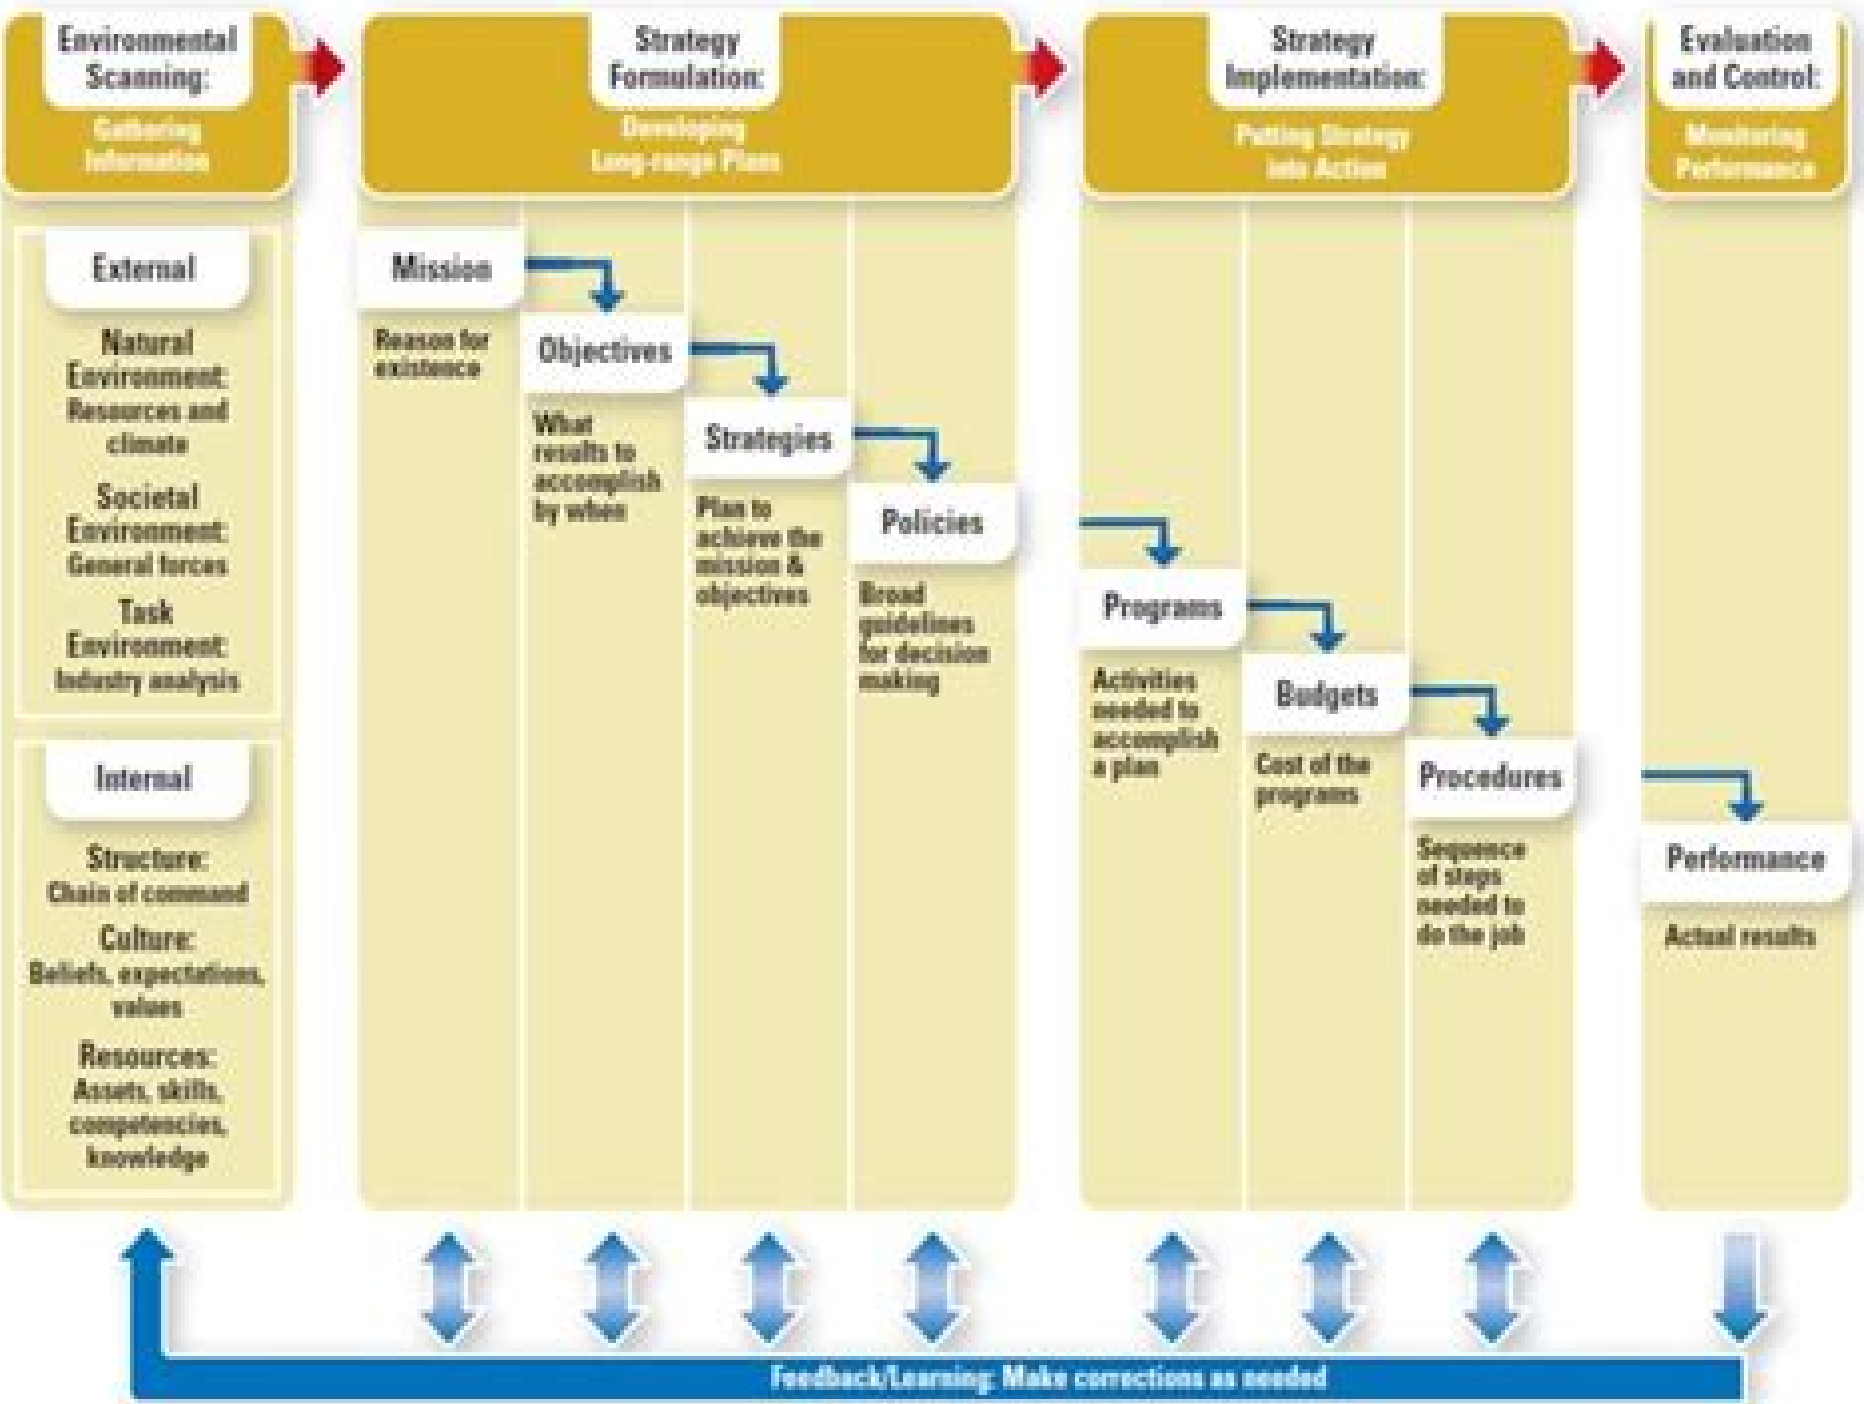 Environmental
Scanning:
Gathering
Information
External
Natural
Environment:
Resources and
climate
Societal
Environment:
General forces
Task
Environment:
Industry analysis
Internal
Structure:
Chain of command
Culture:
Beliefs, expectations,
values
Resources:
Assets, skills,
competencies,
knowledge
Strategy
Formulation:
Developing
Long-range Plans
Mission
Reason for
existence
Objectives
What
results to
accomplish
by when
Strategies
Plan to
achieve the
mission &
objectives
Policies
Broad
guidelines
for decision
making
Strategy
Implementation:
Putting Strategy
into Action
Programs
Activities
needed to
accomplish
a plan
Budgets
Cost of the
programs
Procedures
Sequence
of steps
needed to
do the job
Evaluation
and Control:
Monitoring
Performance
Performance
Actual results
Feedback/Learning: Make corrections as needed